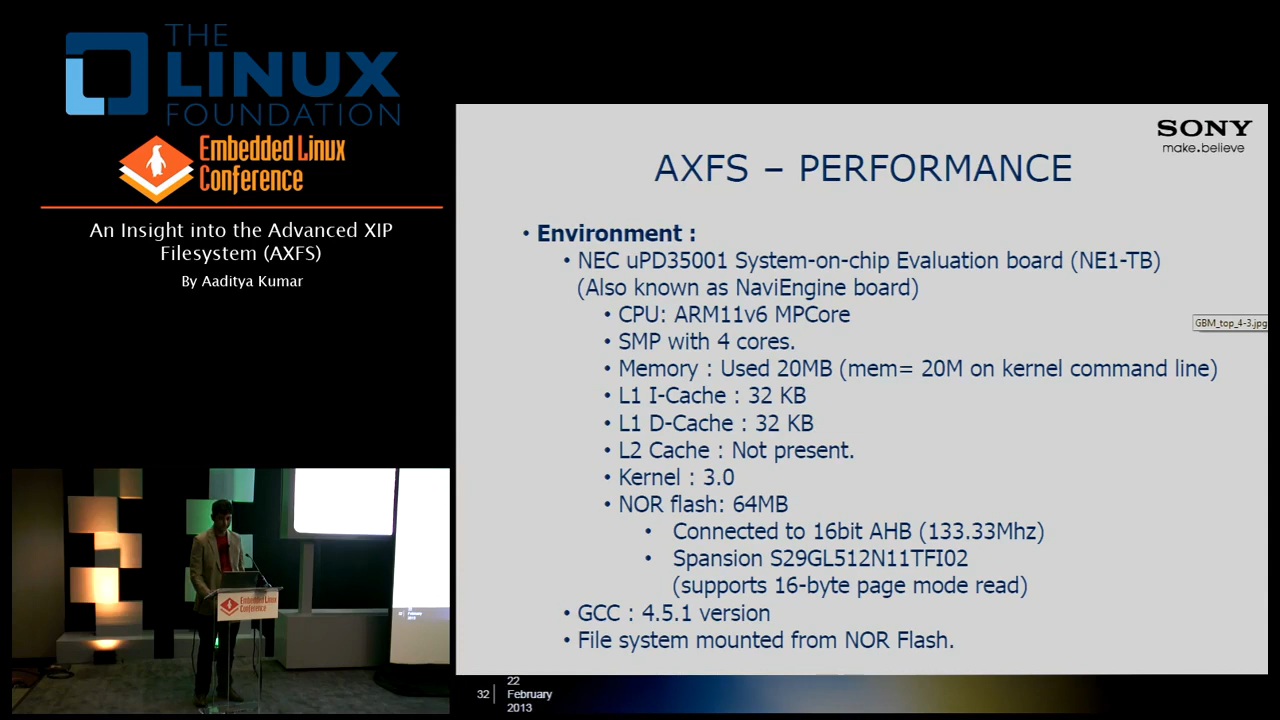 THE
LINUX
FOUNDATION
Embedded Linux
Conference
An Insight into the Advanced XIP
Filesystem (AXFS)
By Aaditya Kumar
SONY
make.believe
AXFS – PERFORMANCE
• Environment :
• NEC uPD35001 System-on-chip Evaluation board (NE1-TB)
(Also known as NaviEngine board)
• CPU: ARM11v6 MPCore
• SMP with 4 cores.
• Memory : Used 20MB (mem= 20M on kernel command line)
• L1 I-Cache : 32 KB
• L1 D-Cache : 32 KB
• L2 Cache : Not present.
• Kernel : 3.0
• NOR flash: 64MB
• Connected to 16bit AHB (133.33Mhz)
• Spansion S29GL512N11TFI02
(supports 16-byte page mode read)
• GCC : 4.5.1 version
• File system mounted from NOR Flash.
GBM_top_4-3.jpg
Embedded Linux
Conference
32
22
February
2013